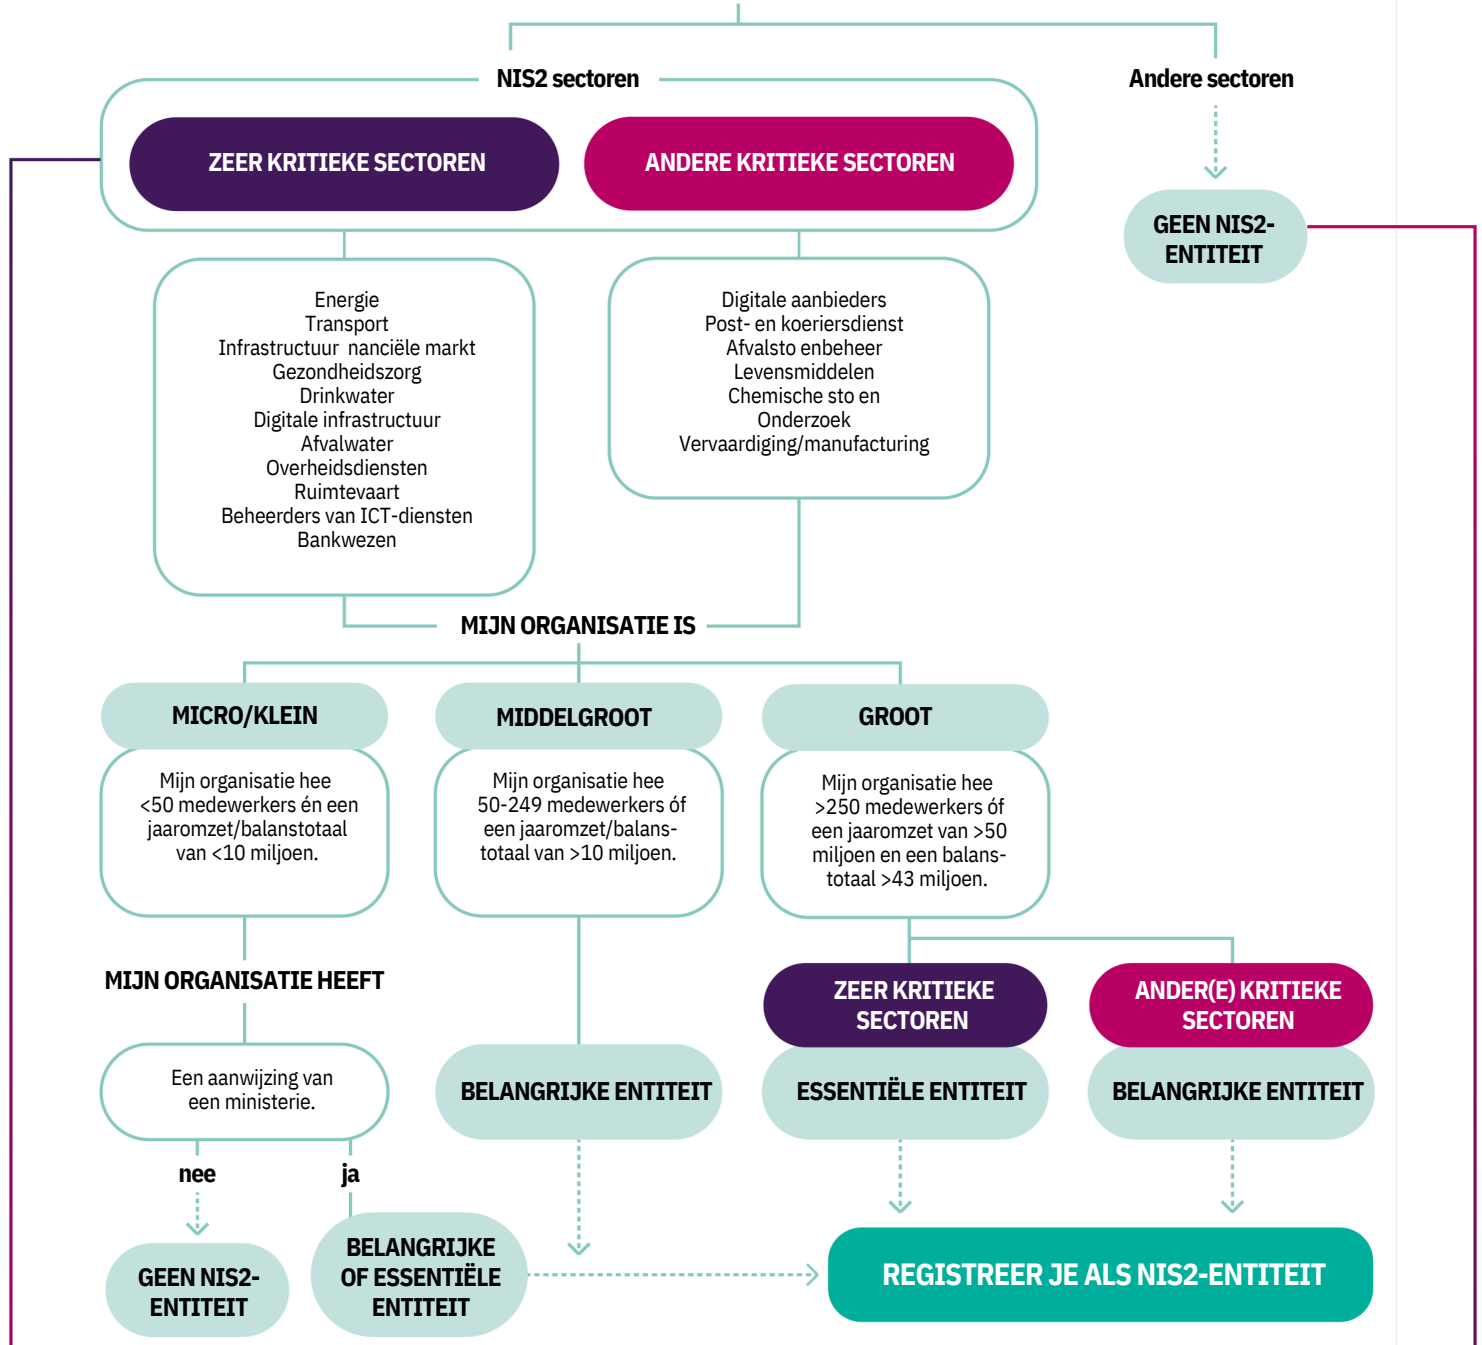 NIS2 sectoren
Andere sectoren
ZEER KRITIEKE SECTOREN
ANDERE KRITIEKE SECTOREN
GEEN NIS2-
ENTITEIT
Energie
Transport
Infrastructuur  nanciële markt
Gezondheidszorg
Drinkwater
Digitale infrastructuur
Afvalwater
Overheidsdiensten
Ruimtevaart
Beheerders van ICT-diensten
Bankwezen
Digitale aanbieders
Post- en koeriersdienst
Afvalsto enbeheer
Levensmiddelen
Chemische sto en
Onderzoek
Vervaardiging/manufacturing
MIJN ORGANISATIE IS
MICRO/KLEIN
Mijn organisatie hee
<50 medewerkers én een
jaaromzet/balanstotaal
van <10 miljoen.
MIDDELGROOT
Mijn organisatie hee
50-249 medewerkers óf
een jaaromzet/balans-
totaal van >10 miljoen.
GROOT
Mijn organisatie hee
>250 medewerkers óf
een jaaromzet van >50
miljoen en een balans-
totaal >43 miljoen.
MIJN ORGANISATIE HEEFT
Een aanwijzing van
een ministerie.
nee
ja
GEEN NIS2-
ENTITEIT
BELANGRIJKE
OF ESSENTIËLE
ENTITEIT
BELANGRIJKE ENTITEIT
ZEER KRITIEKE
SECTOREN
ESSENTIËLE ENTITEIT
ANDER(E) KRITIEKE
SECTOREN
BELANGRIJKE ENTITEIT
REGISTREER JE ALS NIS2-ENTITEIT